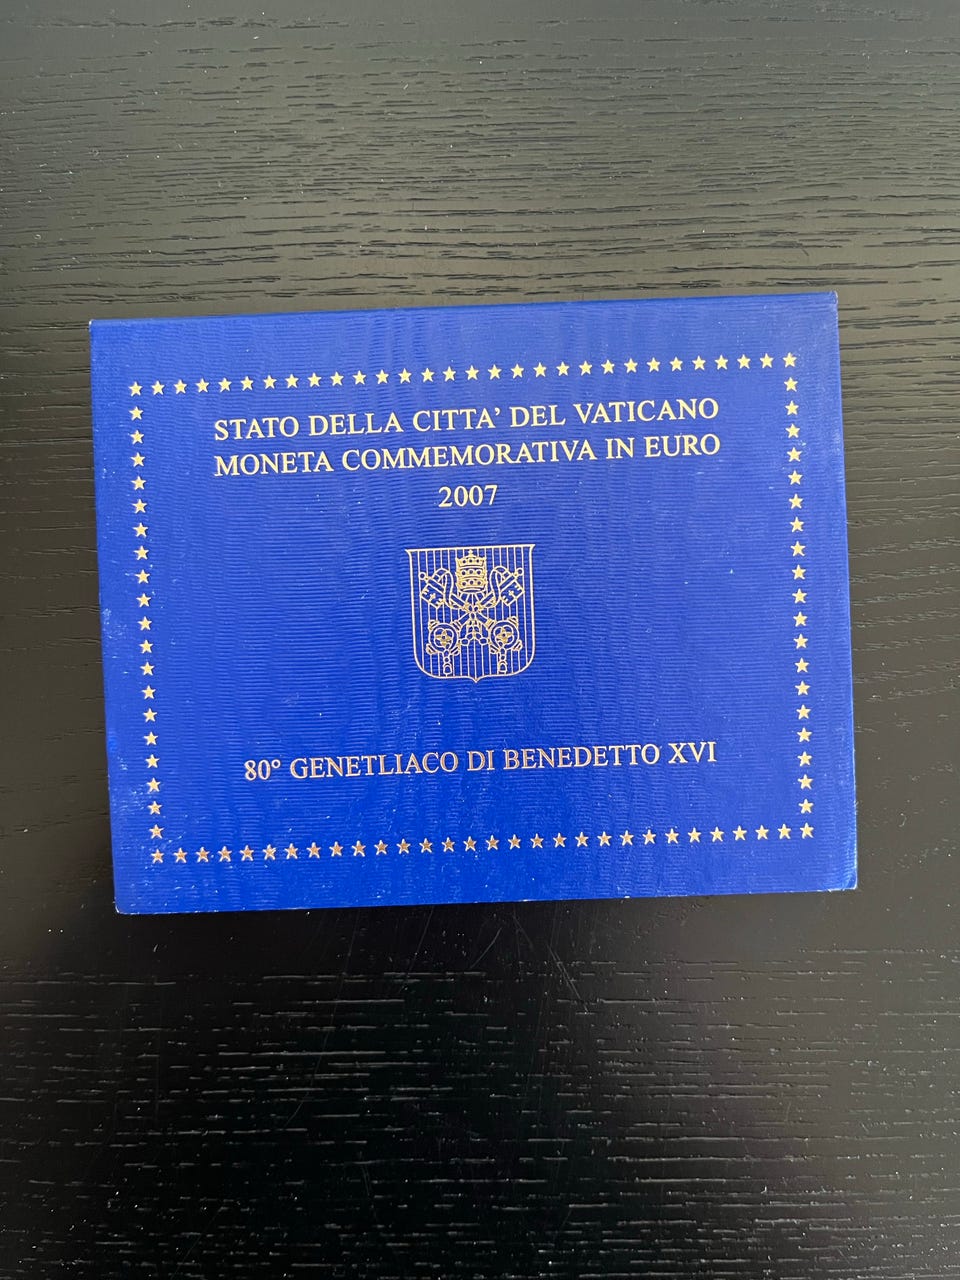 STATO DELLA CITTA' DEL VATICANO
MONETA COMMEMORATIVA IN EURO
2007
80° GENETLIACO DI BENEDETTO XVI